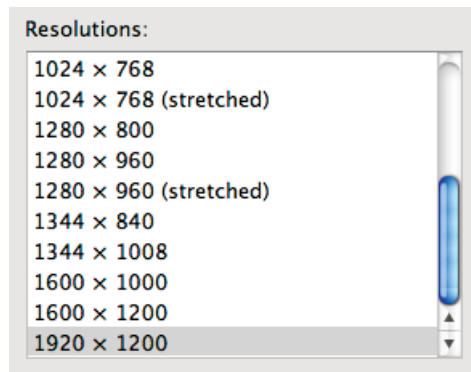 Resolutions:
1024 × 768
1024 × 768 (stretched)
1280 × 800
1280 × 960
1280 × 960 (stretched)
1344 × 840
1344 × 1008
1600 × 1000
1600 × 1200
1920 × 1200